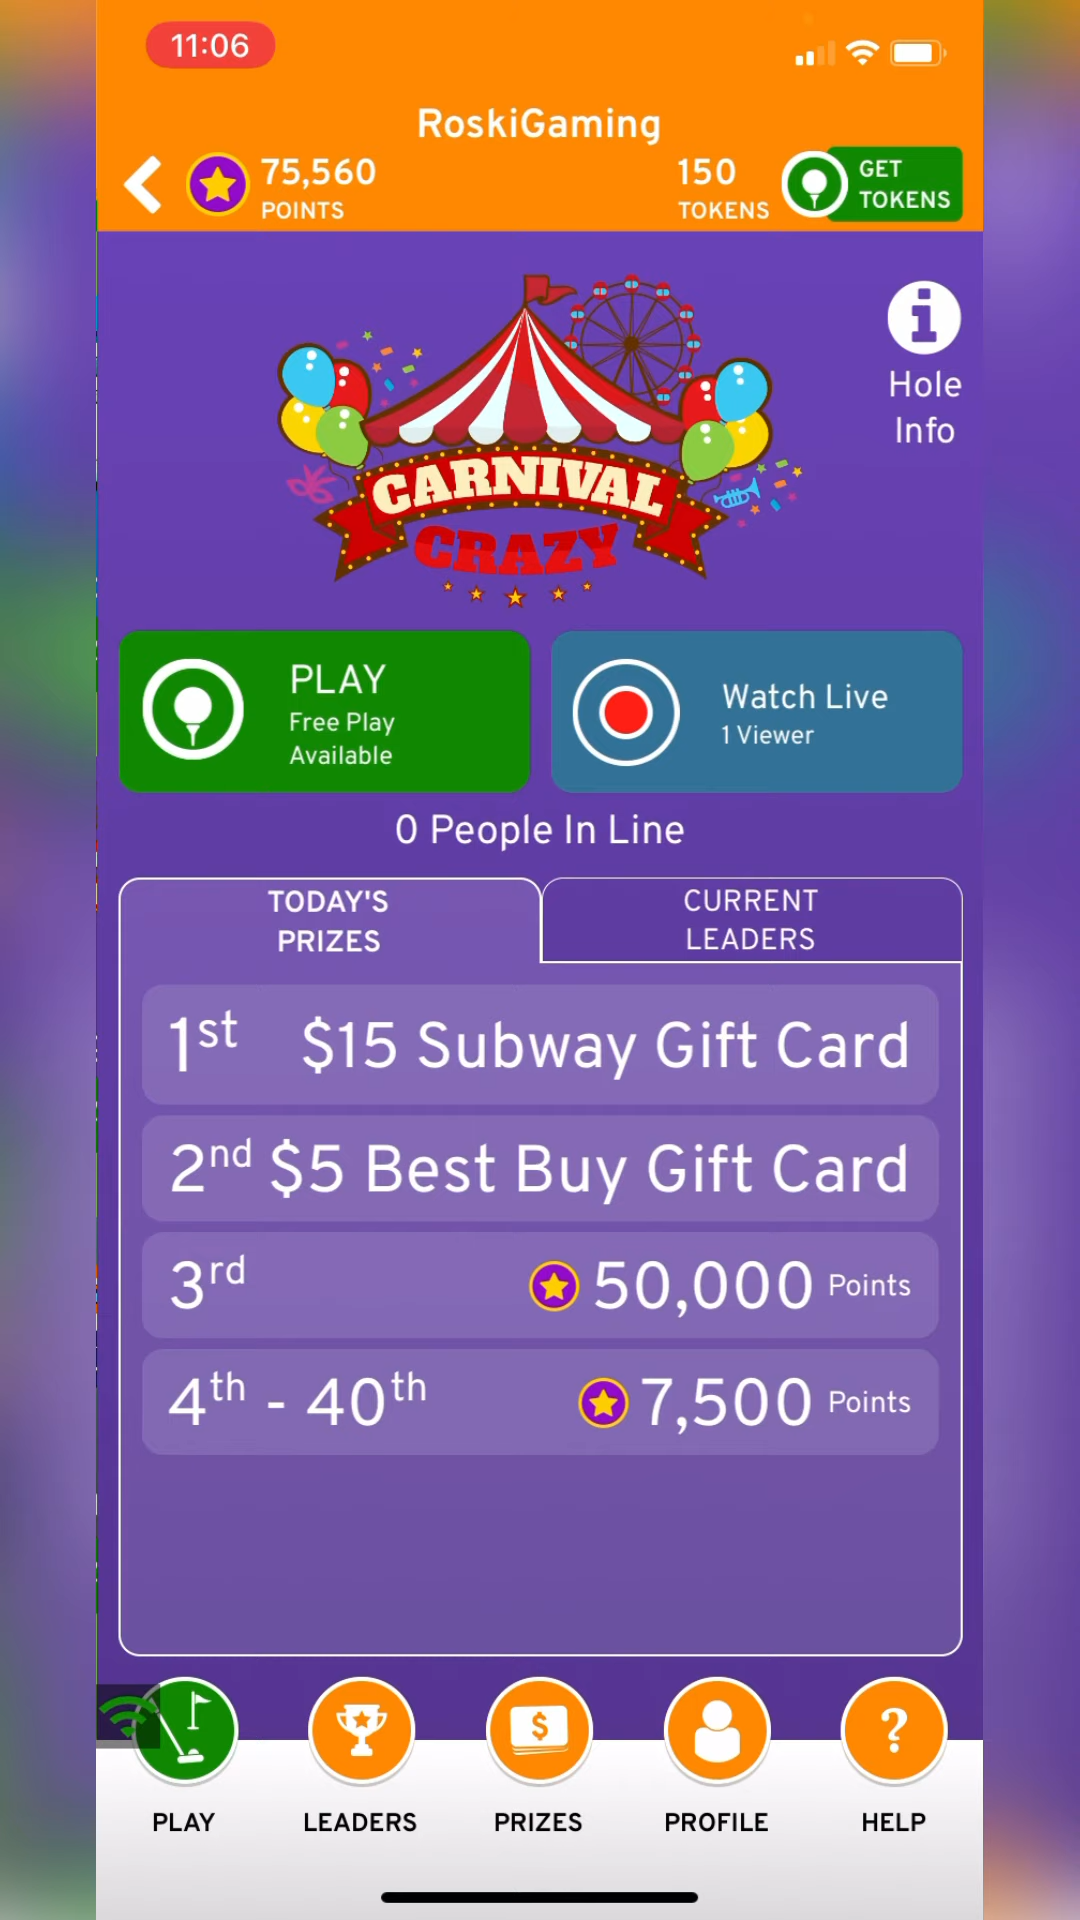 11:06
RoskiGaming
75,560
POINTS
150
TOKENS
GET
TOKENS
Hole
Info
CARNIVAL
CRAZY
PLAY
Free Play
Available
Watch Live
1 Viewer
0 People In Line
TODAY'S
PRIZES
CURRENT
LEADERS
1st $15 Subway Gift Card
2nd $5 Best Buy Gift Card
3rd 50,000 Points
4th - 40th 7,500 Points
PLAY
LEADERS
PRIZES
PROFILE
HELP